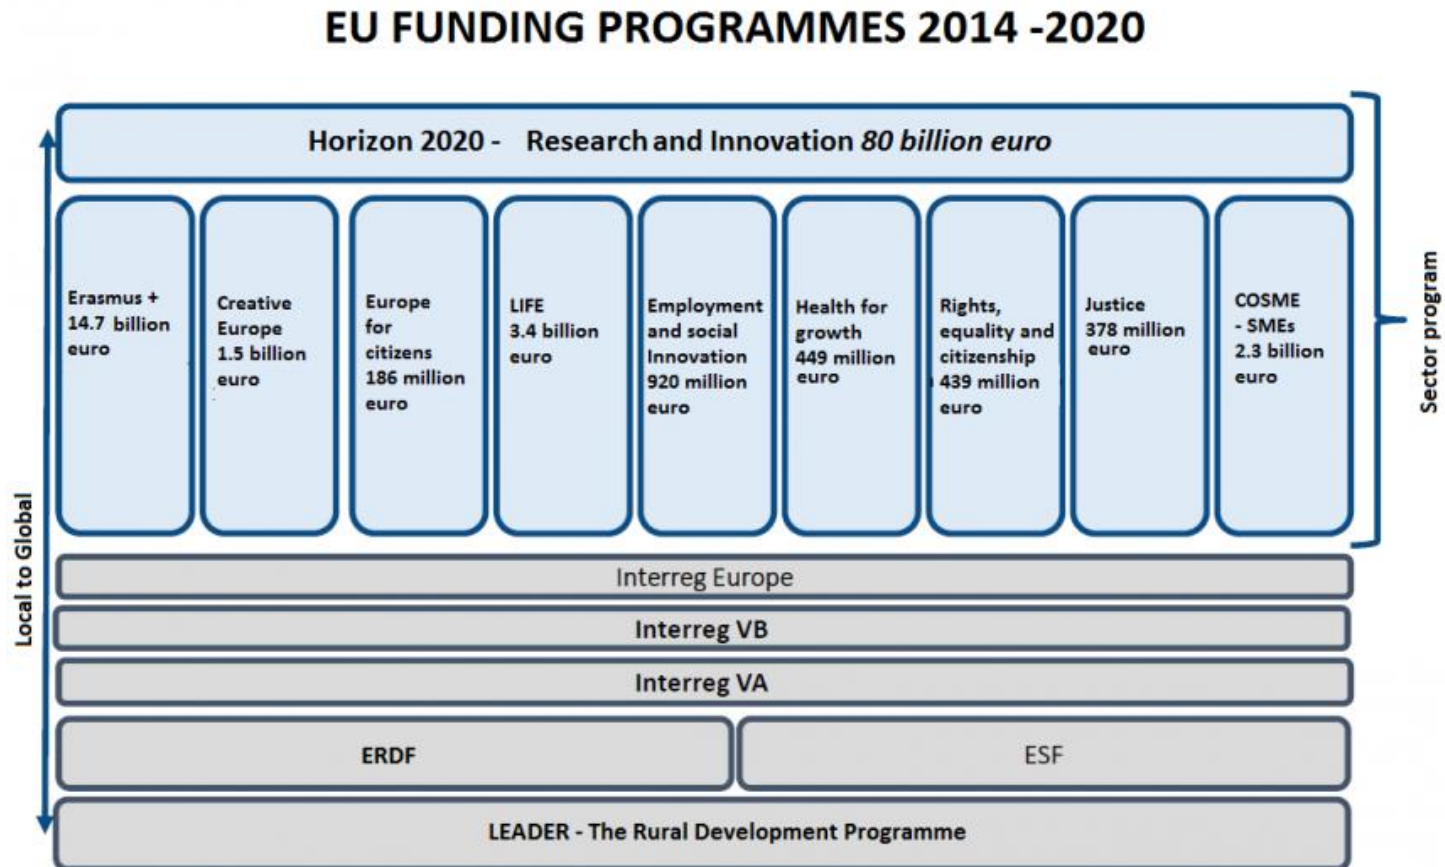 EU FUNDING PROGRAMMES 2014 -2020
Horizon 2020 - Research and Innovation 80 billion euro
Erasmus +
14.7 billion
euro
Creative
Europe
1.5 billion
euro
Europe
for
citizens
186 million
euro
LIFE
3.4 billion
euro
Employment
and social
Innovation
920 million
euro
Health for
growth
449 million
euro
Rights,
equality and
citizenship
439 million
euro
Justice
378 million
euro
COSME
- SMEs
2.3 billion
euro
Sector program
Local to Global
Interreg Europe
Interreg VB
Interreg VA
ERDF
ESF
LEADER - The Rural Development Programme